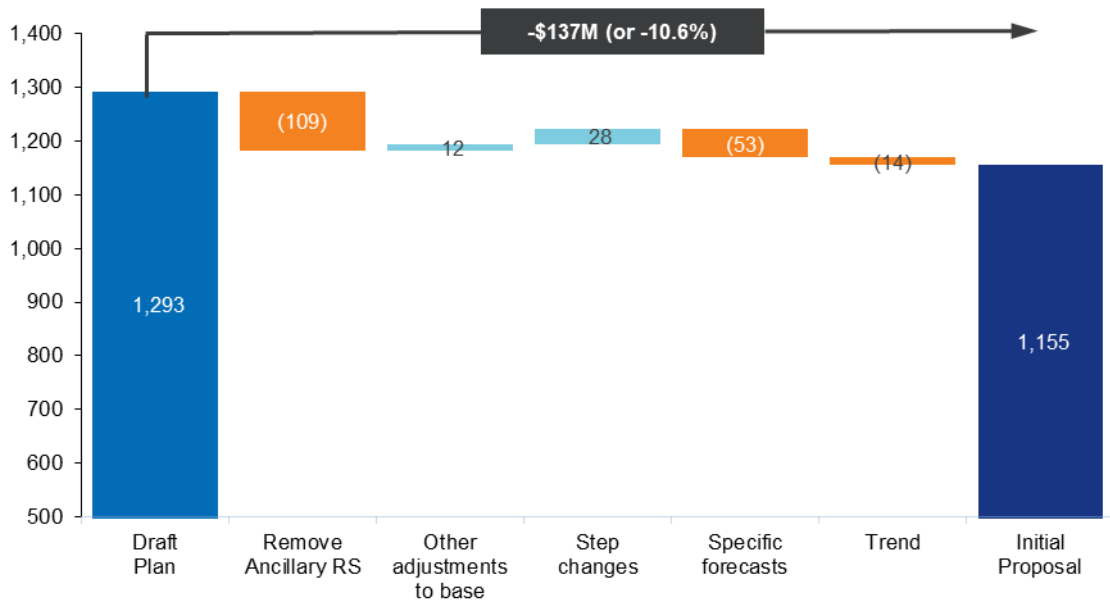 -$137M (or -10.6%)
1,400
1,300
1,200
1,100
1,000
900
800
700
600
500
1,293
(109)
12
28
(53)
(14)
1,155
Draft
Plan
Remove
Ancillary RS
Other
adjustments
to base
Step
changes
Specific
forecasts
Trend
Initial
Proposal